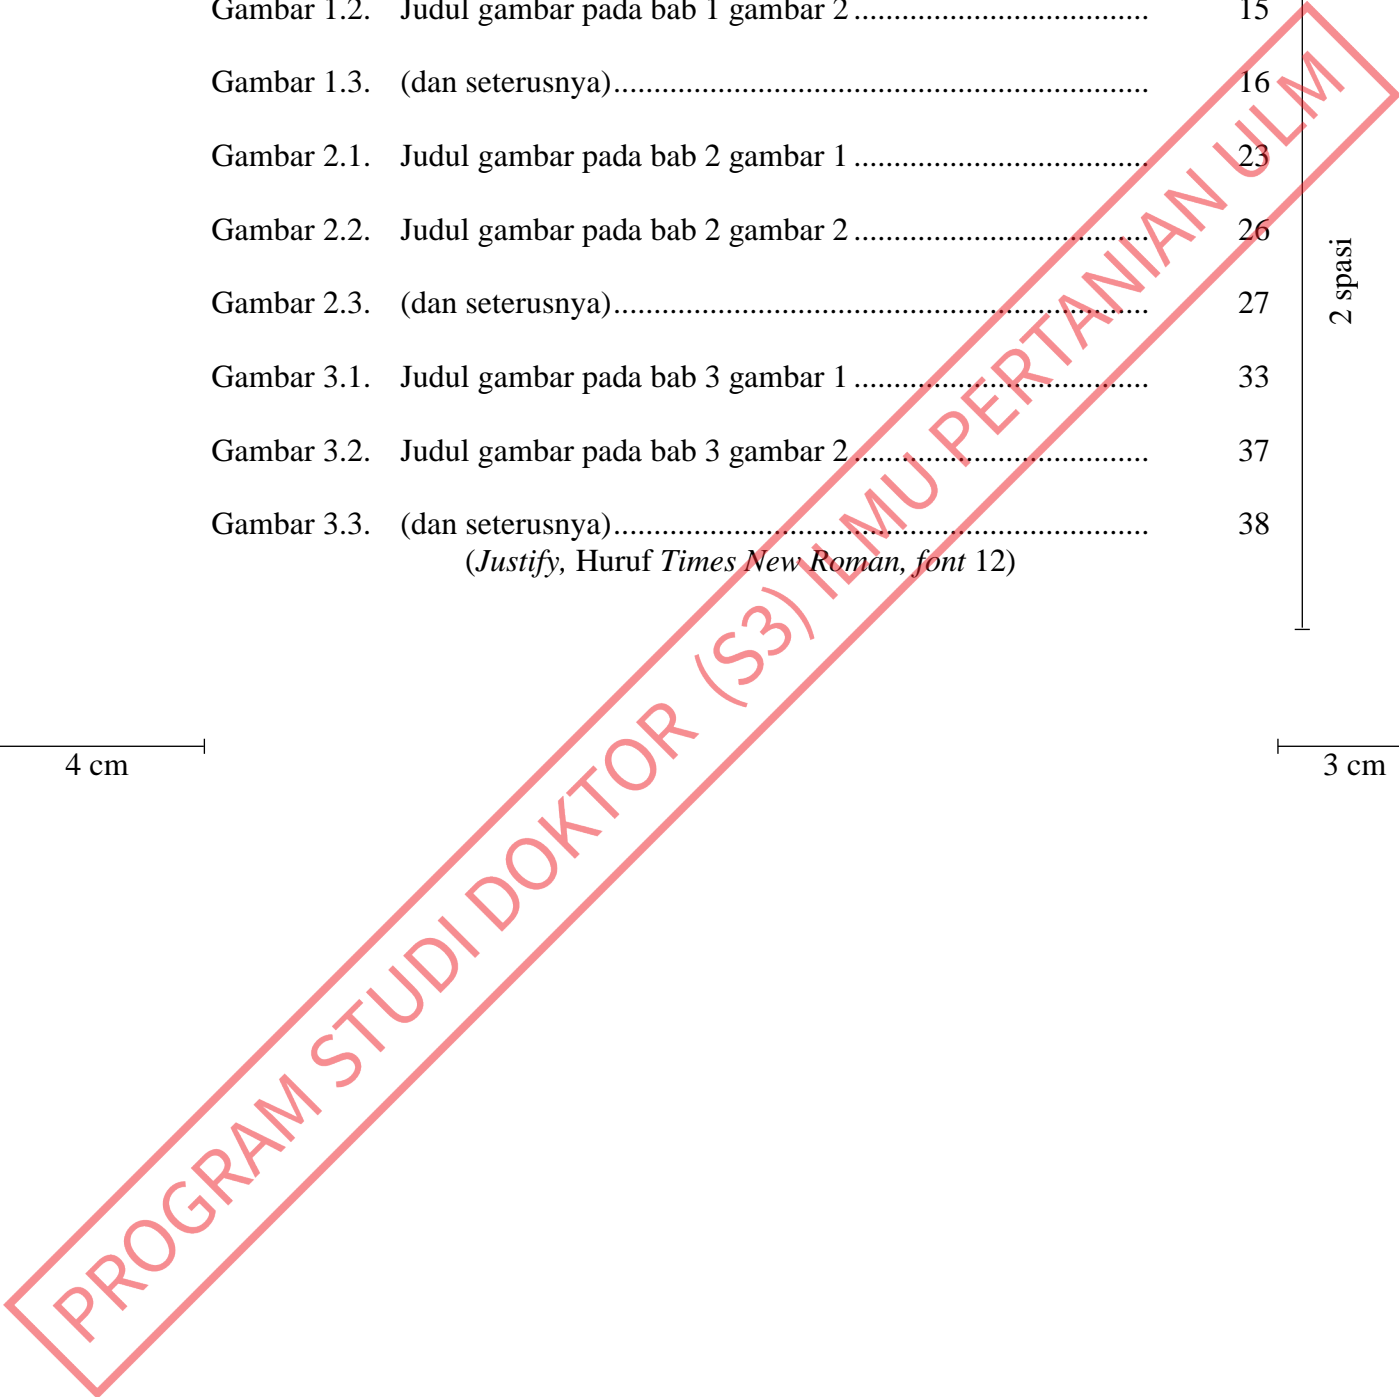 Gambar 1.2. Judul gambar pada bab 1 gambar 2 ..................................... 15
Gambar 1.3. (dan seterusnya)................................................................... 16
Gambar 2.1. Judul gambar pada bab 2 gambar 1 ..................................... 23
Gambar 2.2. Judul gambar pada bab 2 gambar 2 ..................................... 26
Gambar 2.3. (dan seterusnya)................................................................... 27
Gambar 3.1. Judul gambar pada bab 3 gambar 1 ..................................... 33
Gambar 3.2. Judul gambar pada bab 3 gambar 2 ..................................... 37
Gambar 3.3. (dan seterusnya)................................................................... 38
(Justify, Huruf Times New Roman, font 12)
2 spasi
4 cm
3 cm
PROGRAM STUDI DOKTOR (S3) ILMU PERTANIAN ULM